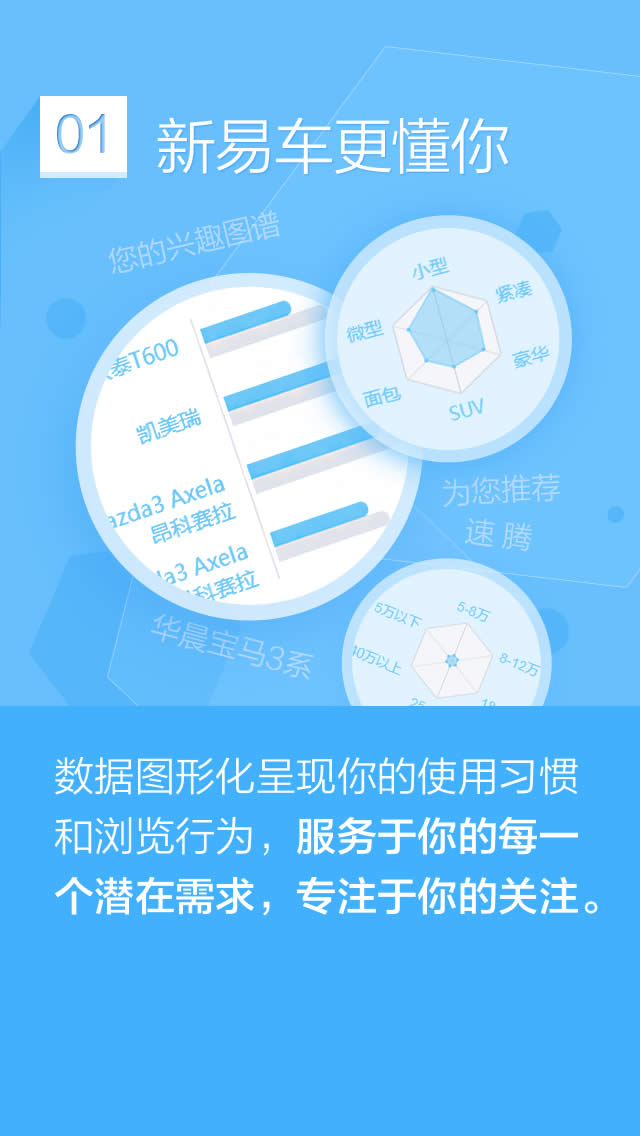 01
新易车更懂你
您的兴趣图谱
小型
紧凑
微型
豪华
面包
SUV
泰T600
凯美瑞
azda3 Axela
昂科赛拉
a3 Axela
科赛拉
为您推荐
速 腾
华晨宝马3系
5万以下
5-8万
40万以上
8-12万
数据图形化呈现你的使用习惯
和浏览行为，服务于你的每一
个潜在需求，专注于你的关注。